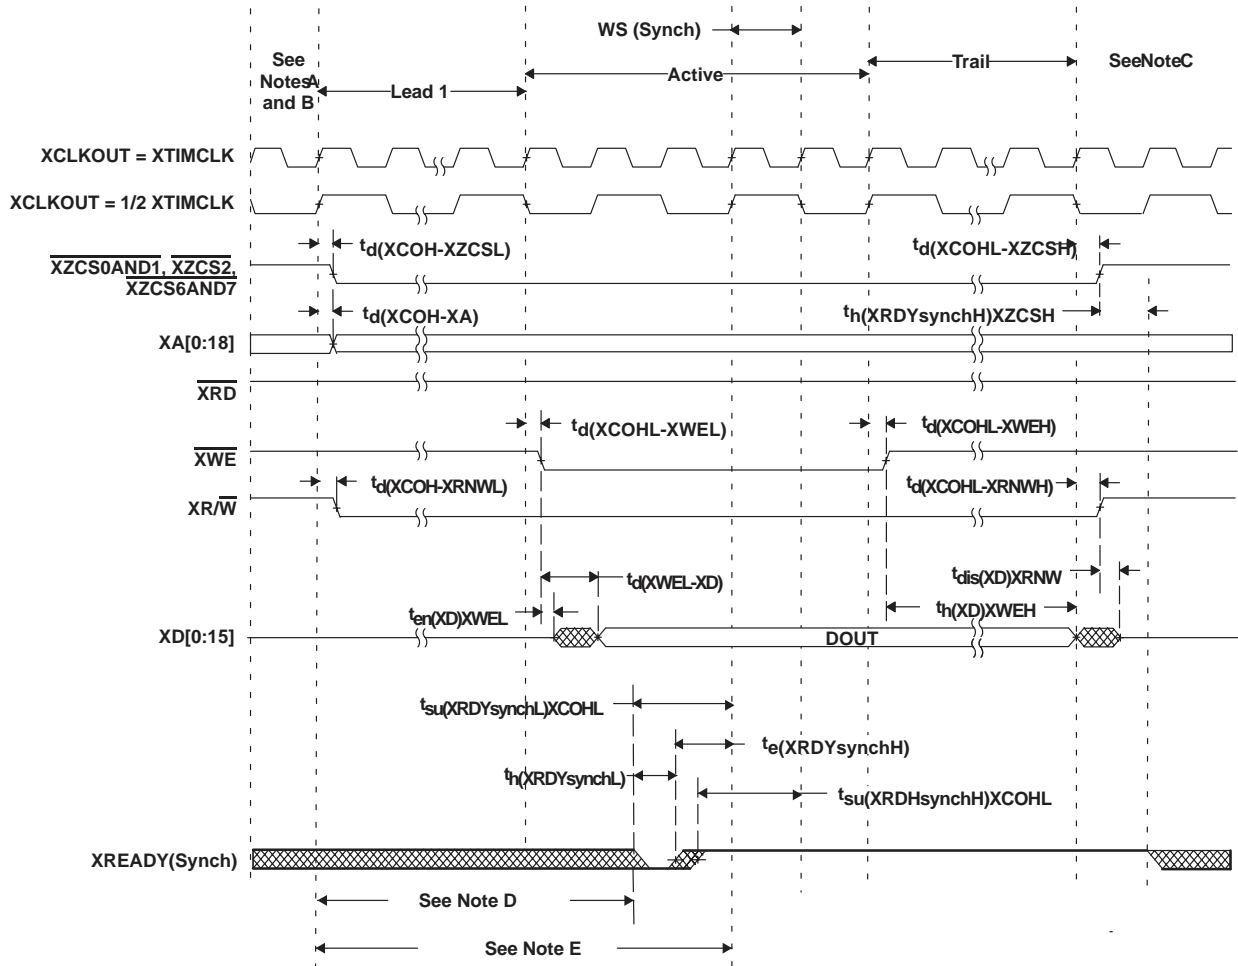 WS (Synch)
See
NotesA
and B
Lead 1
Active
Trail
SeeNoteC
XCLKOUT = XTIMCLK
XCLKOUT = 1/2 XTIMCLK
td(XCOH-XZCSL)
td(XCOHL-XZCSH)
XZCS0AND1, XZCS2,
XZCS6AND7
td(XCOH-XA)
th(XRDYsynchH)XZCSH
XA[0:18]
XRD
td(XCOHL-XWEL)
td(XCOHL-XWEH)
XWE
td(XCOH-XRNWL)
td(XCOHL-XRNWH)
XR/W
td(XWEL-XD)
tdis(XD)XRNW
ten(XD)XWEL
th(XD)XWEH
XD[0:15]
DOUT
tsu(XRDYsynchL)XCOHL
te(XRDYsynchH)
th(XRDYsynchL)
tsu(XRDHsynchH)XCOHL
XREADY(Synch)
See Note D
See Note E